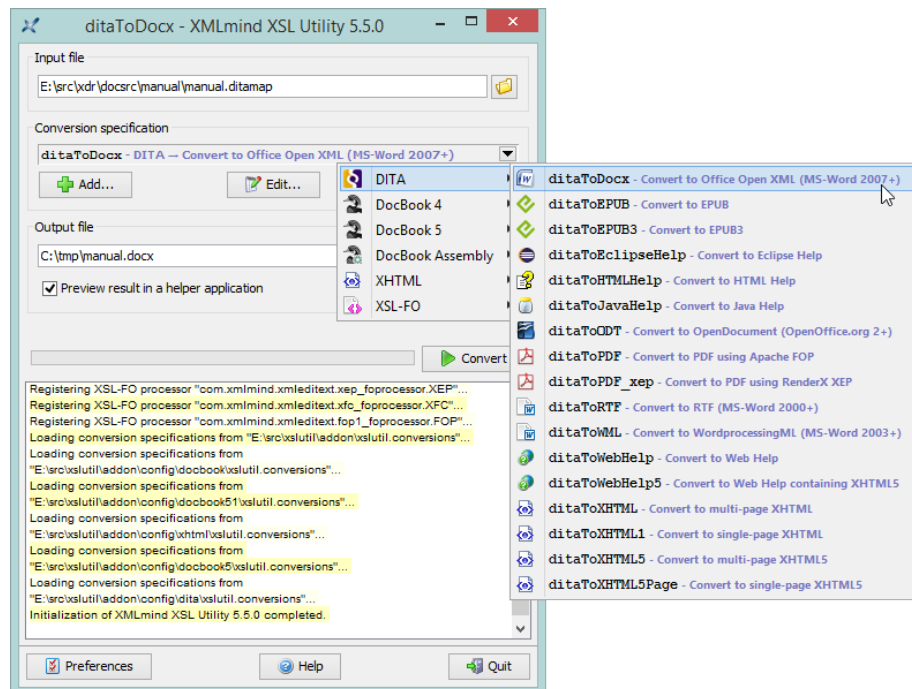 ditaToDocx - XMLmind XSL Utility 5.5.0
Input file
E:\src\xdr\docsrc\manual\manual.ditamap
Conversion specification
ditaToDocx - DITA → Convert to Office Open XML (MS-Word 2007+)
Add...
Edit...
Output file
C:\tmp\manual.docx
Preview result in a helper application
Convert
DITA
DocBook 4
DocBook 5
DocBook Assembly
XHTML
XSL-FO
ditaToDocx - Convert to Office Open XML (MS-Word 2007+)
ditaToEPUB - Convert to EPUB
ditaToEPUB3 - Convert to EPUB3
ditaToEclipseHelp - Convert to Eclipse Help
ditaToHTMLHelp - Convert to HTML Help
ditaToJavaHelp - Convert to Java Help
ditaToODT - Convert to OpenDocument (OpenOffice.org 2+)
ditaToPDF - Convert to PDF using Apache FOP
ditaToPDF_xep - Convert to PDF using RenderX XEP
ditaToRTF - Convert to RTF (MS-Word 2000+)
ditaToWML - Convert to WordprocessingML (MS-Word 2003+)
ditaToWebHelp - Convert to Web Help
ditaToWebHelp5 - Convert to Web Help containing XHTML5
ditaToXHTML - Convert to multi-page XHTML
ditaToXHTML1 - Convert to single-page XHTML
ditaToXHTML5 - Convert to multi-page XHTML5
ditaToXHTML5Page - Convert to single-page XHTML5
Registering XSL-FO processor "com.xmlmind.xmleditext.xep_foprocessor.XEP"...
Registering XSL-FO processor "com.xmlmind.xmleditext.xfc_foprocessor.XFC"...
Registering XSL-FO processor "com.xmlmind.xmleditext.fop1_foprocessor.FOP"...
Loading conversion specifications from "E:\src\xslutil\addon\xslutil.conversions"...
Loading conversion specifications from
"E:\src\xslutil\addon\config\docbook\xslutil.conversions"...
Loading conversion specifications from
"E:\src\xslutil\addon\config\docbook51\xslutil.conversions"...
Loading conversion specifications from
"E:\src\xslutil\addon\config\xhtml\xslutil.conversions"...
Loading conversion specifications from
"E:\src\xslutil\addon\config\docbook5\xslutil.conversions"...
Loading conversion specifications from
"E:\src\xslutil\addon\config\dita\xslutil.conversions"...
Initialization of XMLmind XSL Utility 5.5.0 completed.
Preferences
Help
Quit